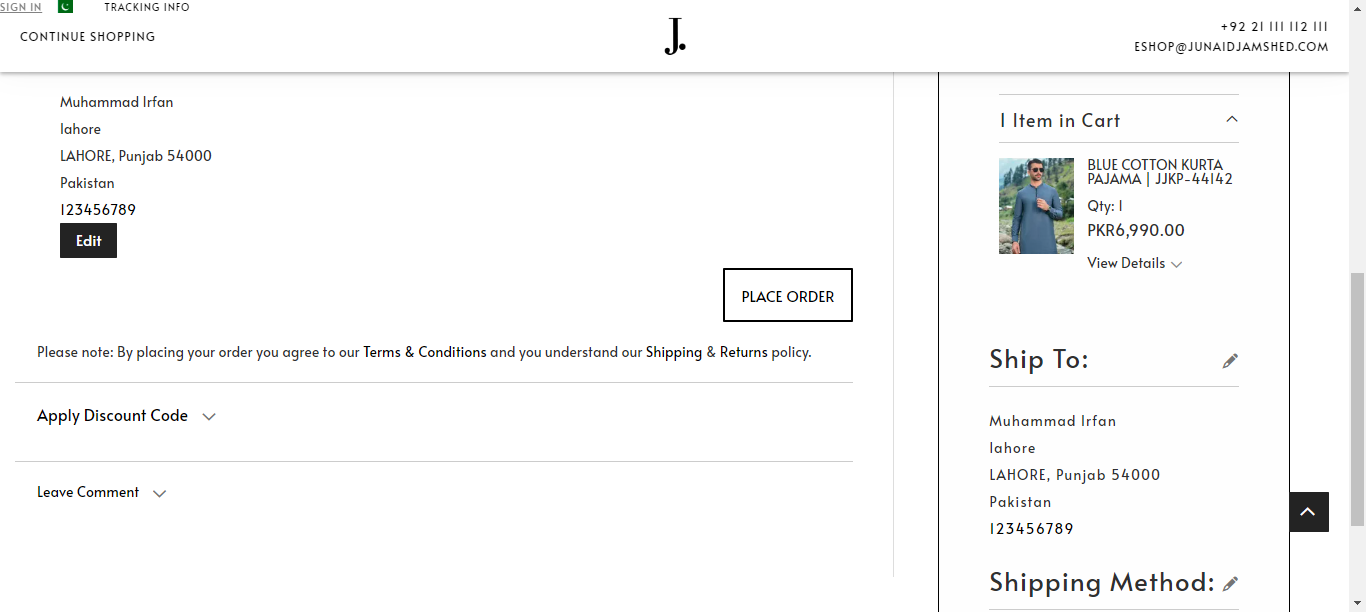 SIGN IN
TRACKING INFO
CONTINUE SHOPPING
J.
+92 21 111 112 111
ESHOP@JUNAIDJAMSHED.COM
Muhammad Irfan
lahore
LAHORE, Punjab 54000
Pakistan
123456789
Edit
PLACE ORDER
Please note: By placing your order you agree to our Terms & Conditions and you understand our Shipping & Returns policy.
Apply Discount Code
Leave Comment
1 Item in Cart
BLUE COTTON KURTA
PAJAMA | JJKP-44142
Qty: 1
PKR6,990.00
View Details
Ship To:
Muhammad Irfan
lahore
LAHORE, Punjab 54000
Pakistan
123456789
Shipping Method: